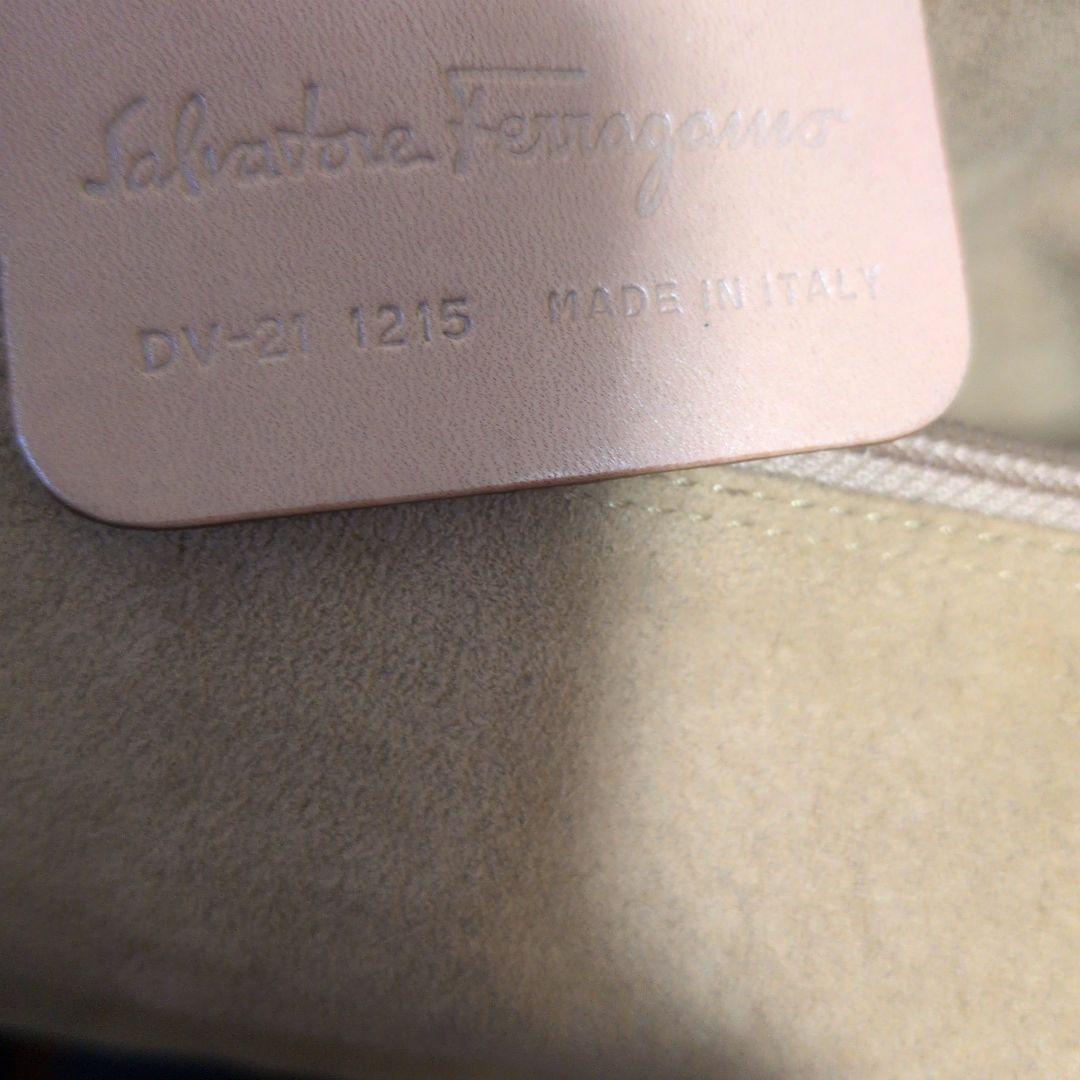 Salvatore Ferragamo
DV-21 1215 MADE IN ITALY